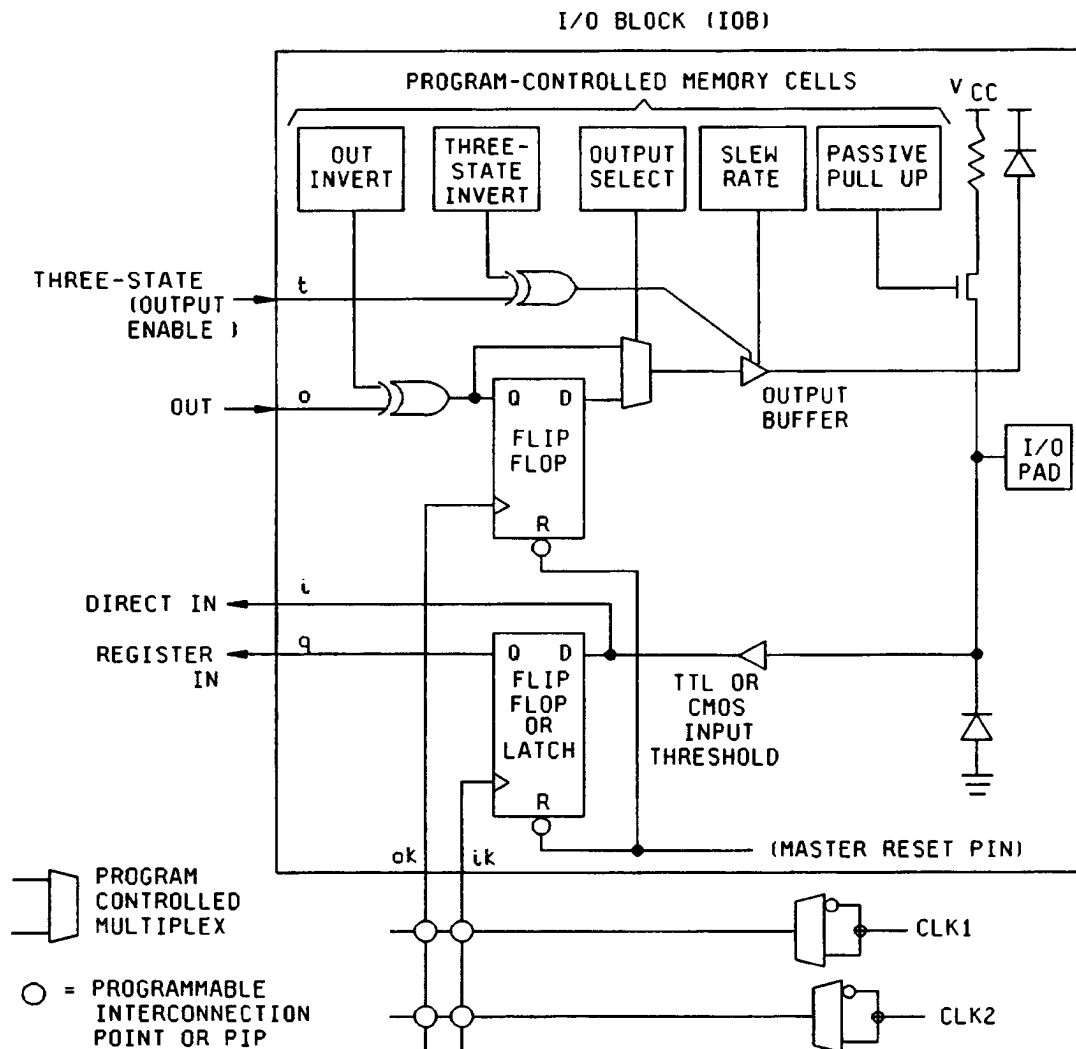 I/O BLOCK (IOB)
PROGRAM-CONTROLLED MEMORY CELLS
V CC
OUT
INVERT
THREE-
STATE
INVERT
OUTPUT
SELECT
SLEW
RATE
PASSIVE
PULL UP
THREE-STATE
(OUTPUT
ENABLE )
t
OUT
o
Q D
FLIP
FLOP
R
OUTPUT
BUFFER
I/O
PAD
DIRECT IN
i
REGISTER
IN
q
Q D
FLIP
FLOP
OR
LATCH
R
TTL OR
CMOS
INPUT
THRESHOLD
ok
ik
(MASTER RESET PIN)
PROGRAM
CONTROLLED
MULTIPLEX
CLK1
= PROGRAMMABLE
INTERCONNECTION
POINT OR PIP
CLK2